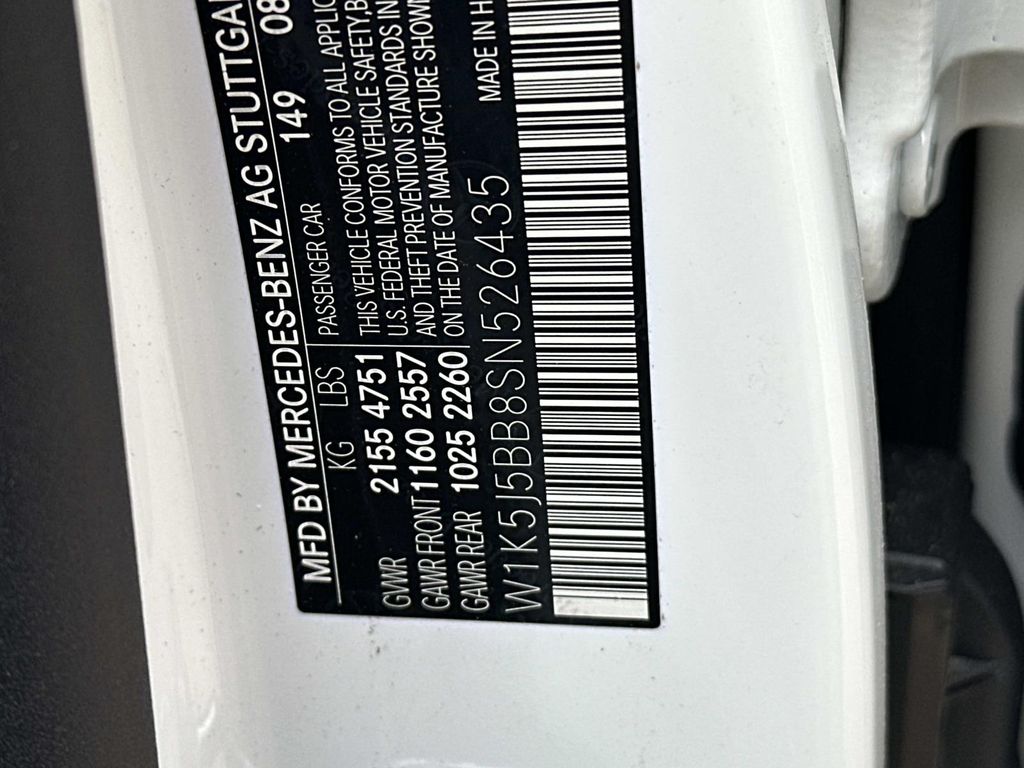 MFD BY MERCEDES-BENZ AG STUTTGA
149 08
KG LBS
PASSENGER CAR
GWR 2155 4751
GAWR FRONT 1160 2557
GAWR REAR 1025 2260
THIS VEHICLE CONFORMS TO ALL APPLIC
U.S. FEDERAL MOTOR VEHICLE SAFETY, B
AND THEFT PREVENTION STANDARDS IN
ON THE DATE OF MANUFACTURE SHOWN
MADE IN H
W1K5J5BB8SN526435